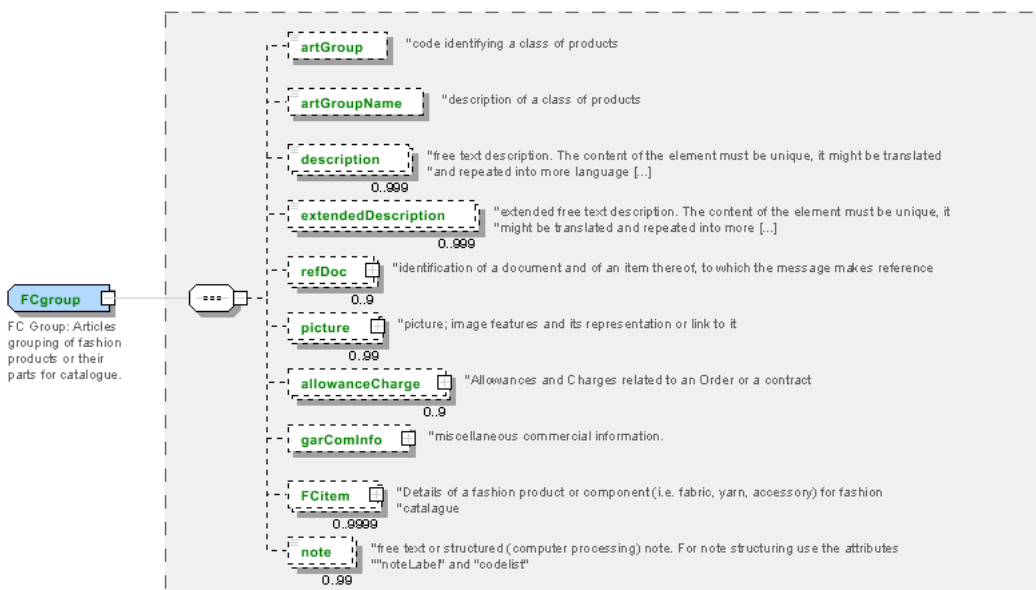 artGroup
"code identifying a class of products
artGroupName
"description of a class of products
description
"free text description. The content of the element must be unique, it might be translated
"and repeated into more language [...]
0..999
extendedDescription
"extended free text description. The content of the element must be unique, it
"might be translated and repeated into more [...]
0..999
refDoc
"identification of a document and of an item thereof, to which the message makes reference
0..9
FCgroup
FC Group: Articles
grouping of fashion
products or their
parts for catalogue.
picture
"picture; image features and its representation or link to it
0..99
allowanceCharge
"Allowances and Charges related to an Order or a contract
0..9
garComInfo
"miscellaneous commercial information.
FCitem
"Details of a fashion product or component (i.e. fabric, yarn, accessory) for fashion
"catalague
0..9999
note
"free text or structured (computer processing) note. For note structuring use the attributes
""noteLabel" and "codelist"
0..99